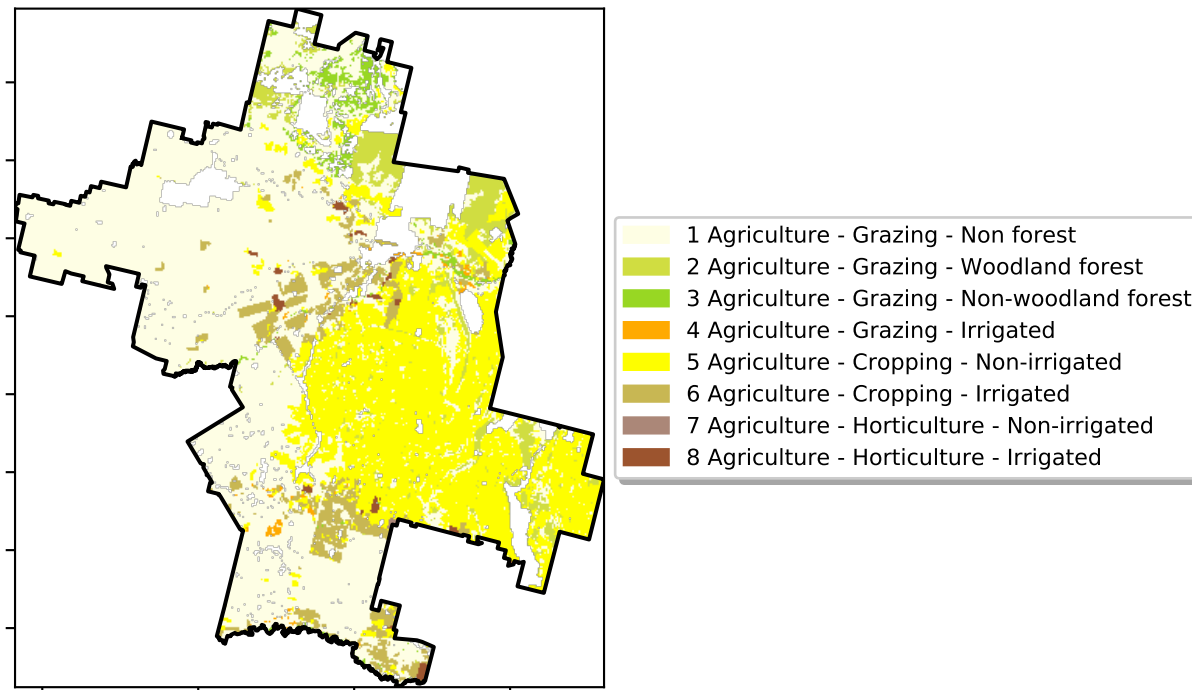 1 Agriculture - Grazing - Non forest
2 Agriculture - Grazing - Woodland forest
3 Agriculture - Grazing - Non-woodland forest
4 Agriculture - Grazing - Irrigated
5 Agriculture - Cropping - Non-irrigated
6 Agriculture - Cropping - Irrigated
7 Agriculture - Horticulture - Non-irrigated
8 Agriculture - Horticulture - Irrigated